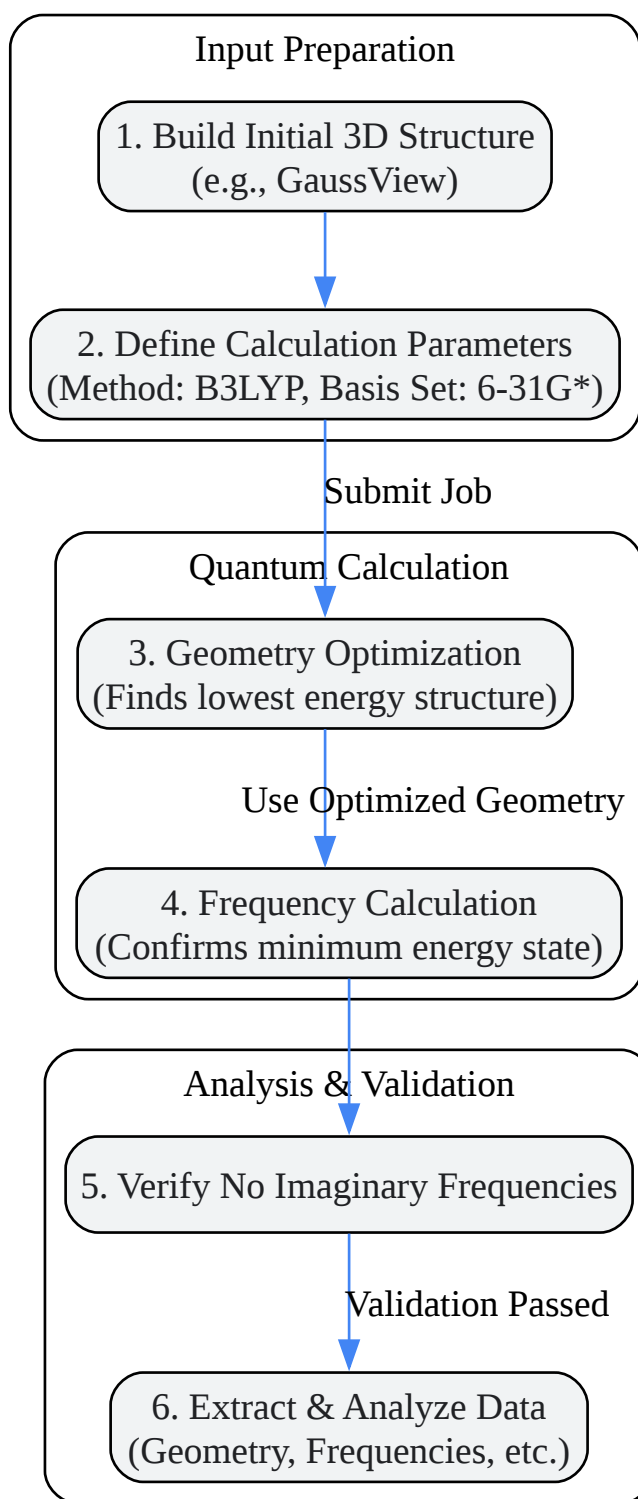 Input Preparation
1. Build Initial 3D Structure
(e.g., GaussView)
2. Define Calculation Parameters
(Method: B3LYP, Basis Set: 6-31G*)
Submit Job
Quantum Calculation
3. Geometry Optimization
(Finds lowest energy structure)
Use Optimized Geometry
4. Frequency Calculation
(Confirms minimum energy state)
Analysis & Validation
5. Verify No Imaginary Frequencies
Validation Passed
6. Extract & Analyze Data
(Geometry, Frequencies, etc.)